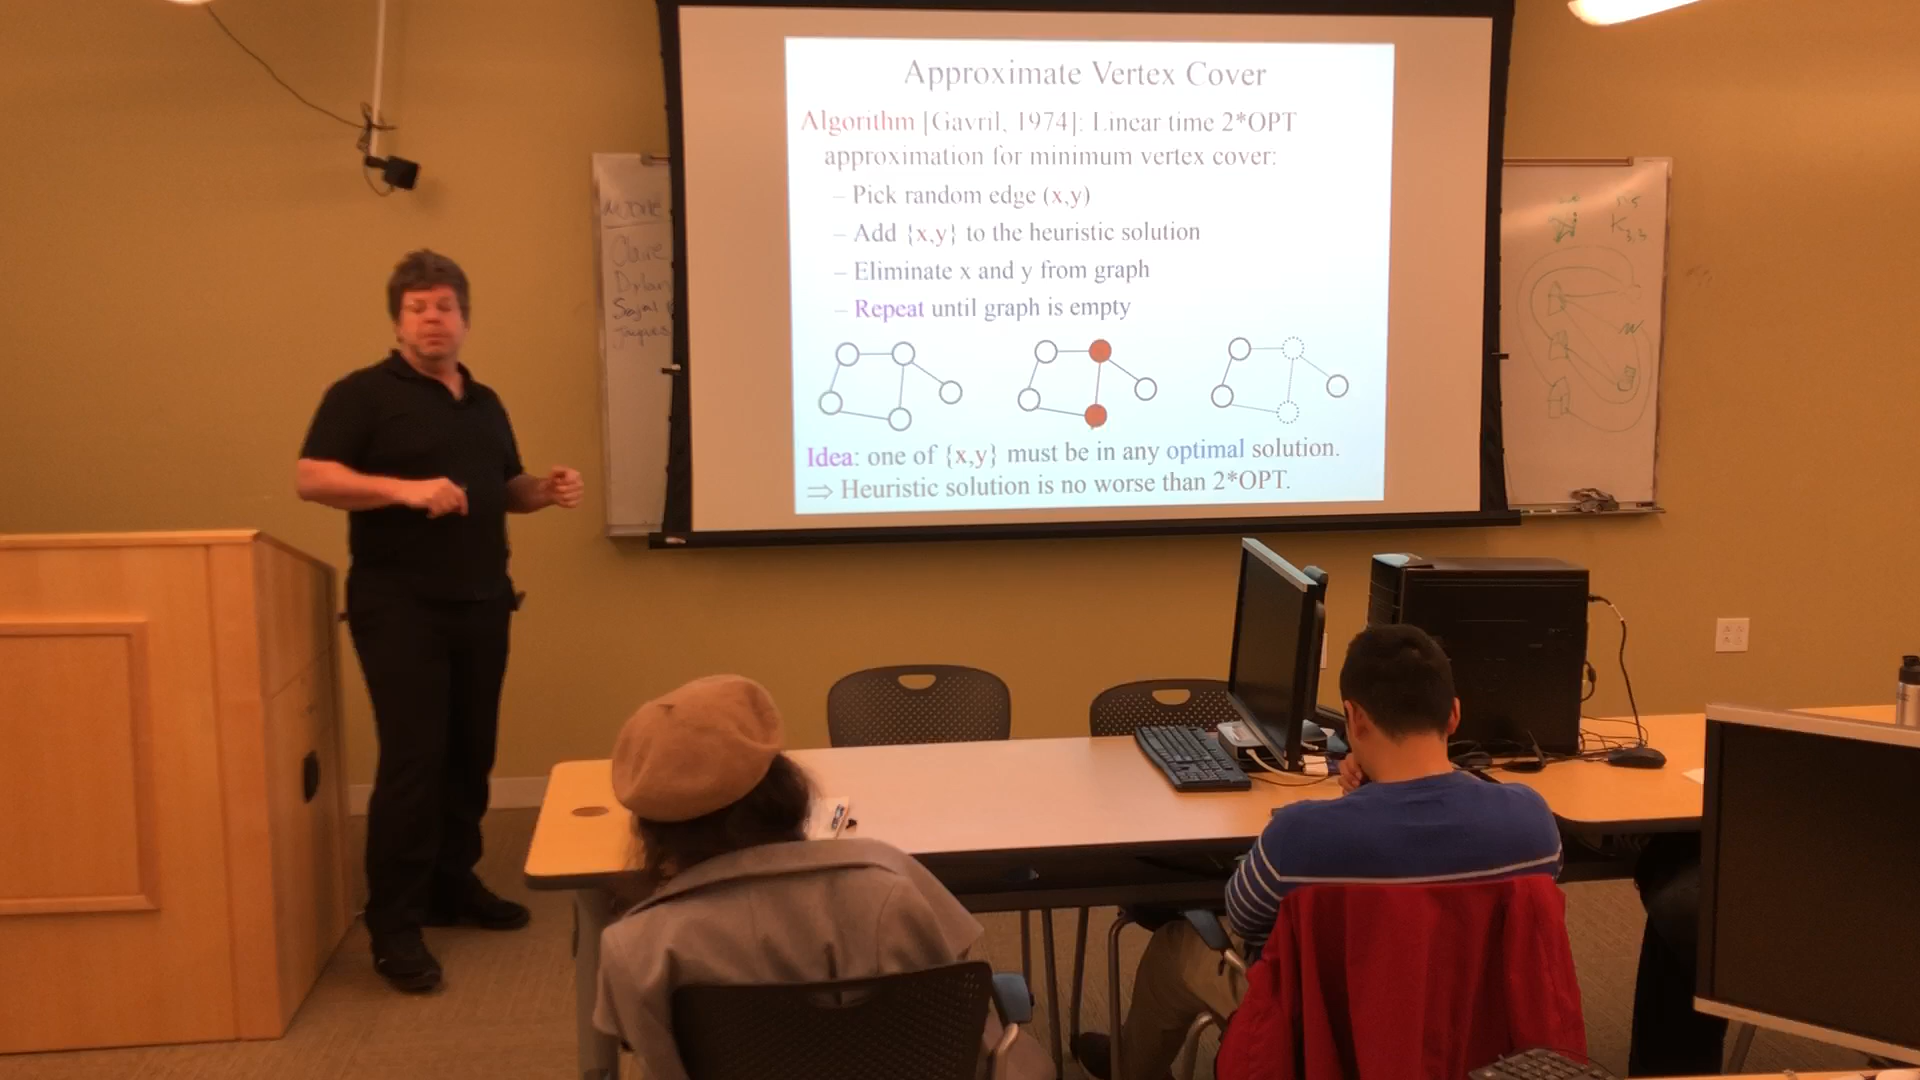 Approximate Vertex Cover
Algorithm [Gavril, 1974]: Linear time 2*OPT
approximation for minimum vertex cover:
– Pick random edge (x,y)
– Add {x,y} to the heuristic solution
– Eliminate x and y from graph
– Repeat until graph is empty
Idea: one of {x,y} must be in any optimal solution.
⇒ Heuristic solution is no worse than 2*OPT.
Claire
Dylan
K3,3